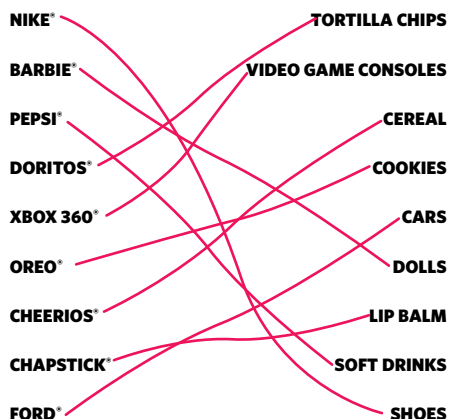 NIKE® TORTILLA CHIPS
BARBIE® VIDEO GAME CONSOLES
PEPSI® CEREAL
DORITOS® COOKIES
XBOX 360® CARS
OREO® DOLLS
CHEERIOS® LIP BALM
CHAPSTICK® SOFT DRINKS
FORD® SHOES